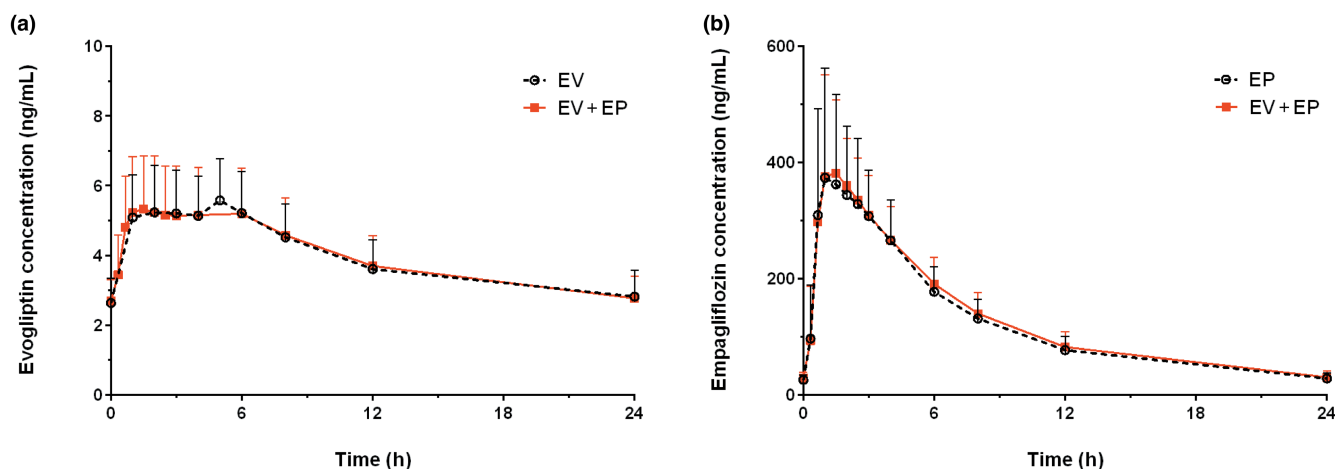 (a)
10
8
6
4
2
0
0
6
12
18
24
Evogliptin concentration (ng/mL)
Time (h)
EV
EV + EP
(b)
600
400
200
0
0
6
12
18
24
Empagliflozin concentration (ng/mL)
Time (h)
EP
EV + EP